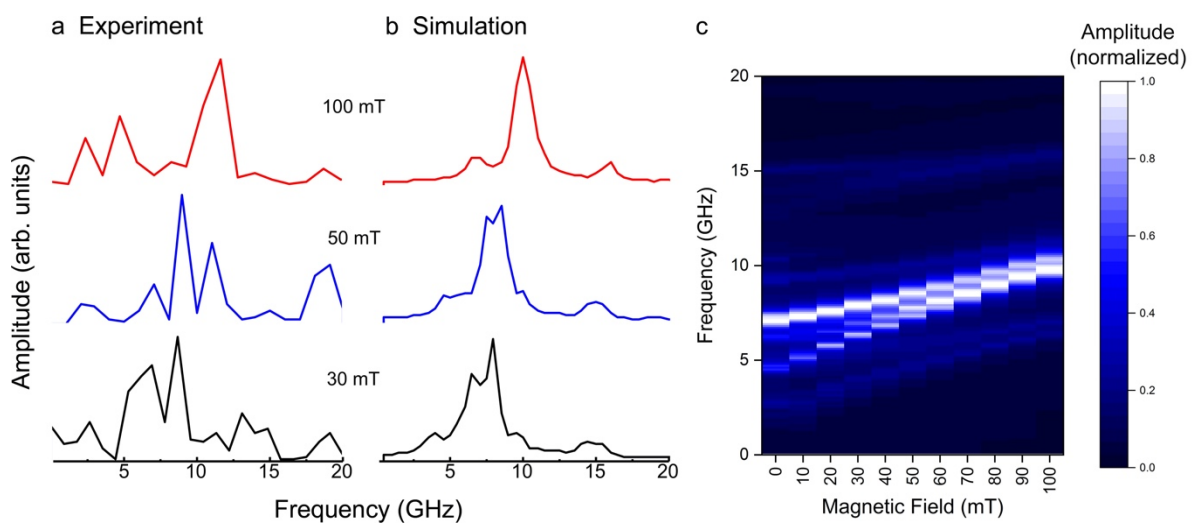 a Experiment
b Simulation
c
Amplitude
(normalized)
100 mT
50 mT
30 mT
Amplitude (arb. units)
5
10
15
20
5
10
15
20
Frequency (GHz)
20
15
10
5
0
Frequency (GHz)
0
10
20
30
40
50
60
70
80
90
100
Magnetic Field (mT)
1.0
0.8
0.6
0.4
0.2
0.0